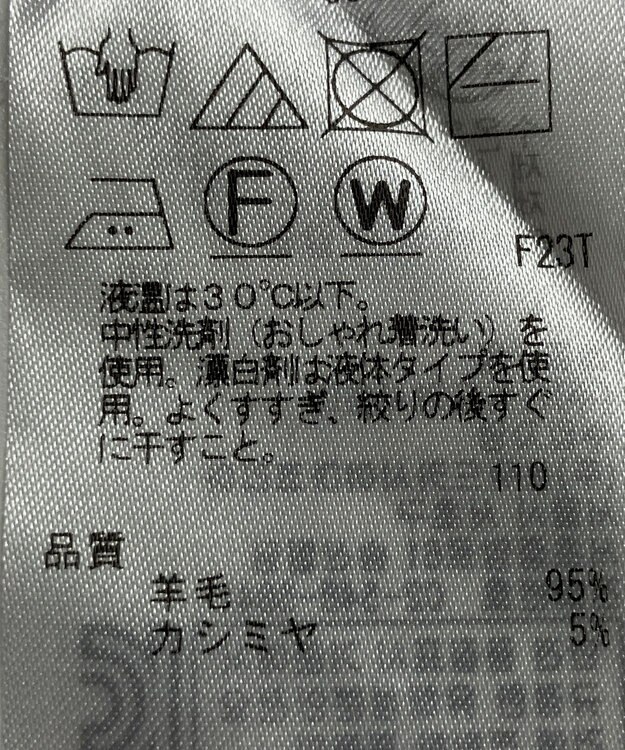 F
W
F23T
液温は30℃以下。
中性洗剤（おしゃれ着洗い）を
使用。漂白剤は液体タイプを使
用。よくすすぎ、絞りの後すぐ
に干すこと。
110
品質
羊毛 95%
カシミヤ 5%